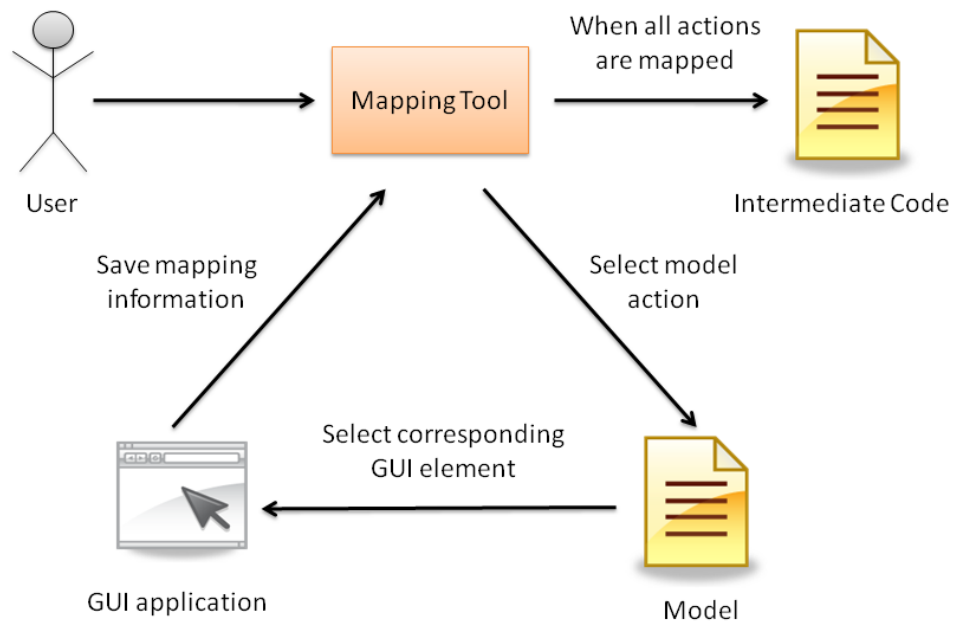 When all actions
are mapped
Mapping Tool
User
Intermediate Code
Save mapping
information
Select model
action
Select corresponding
GUI element
GUI application
Model